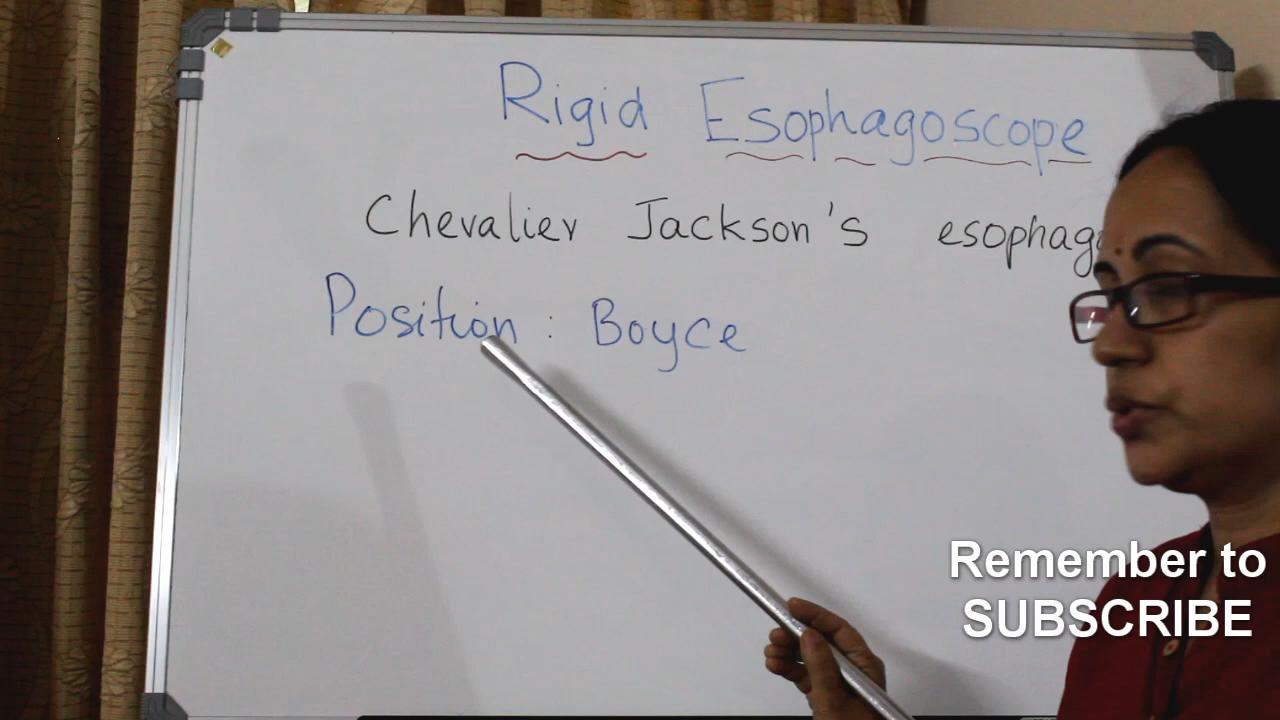 Rigid Esophagoscope
Chevalier Jackson's
Position : Boyce
Remember to
SUBSCRIBE